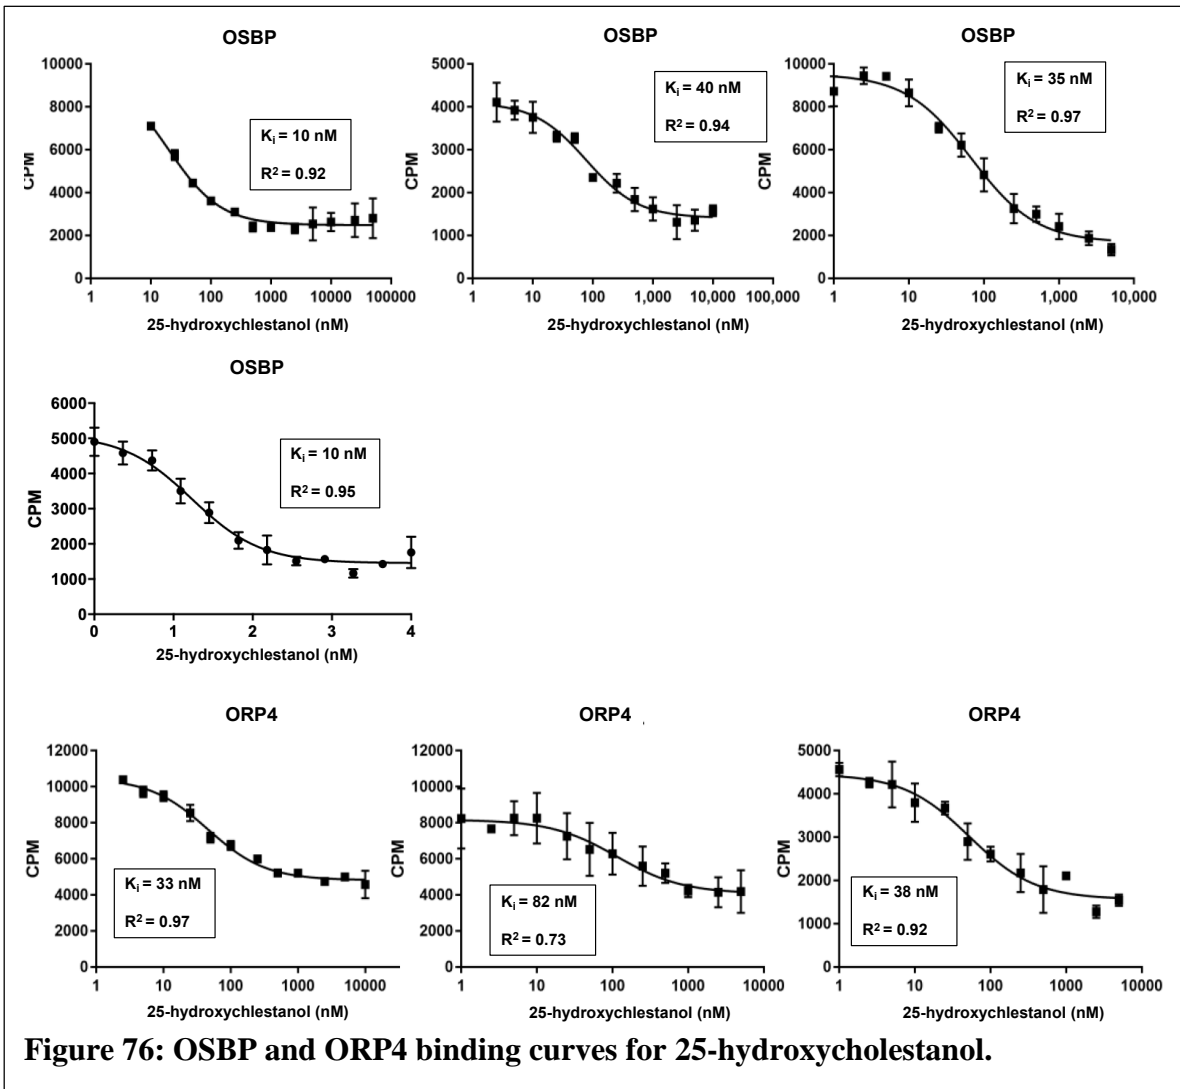 OSBP
10000
8000
6000
4000
2000
0
CPM
Ki = 10 nM
R2 = 0.92
1 10 100 1000 10000 100000
25-hydroxychlestanol (nM)
OSBP
5000
4000
3000
2000
1000
0
CPM
Ki = 40 nM
R2 = 0.94
1 10 100 1,000 10,000 100,000
25-hydroxychlestanol (nM)
OSBP
10000
8000
6000
4000
2000
0
CPM
Ki = 35 nM
R2 = 0.97
1 10 100 1,000 10,000
25-hydroxychlestanol (nM)
OSBP
6000
5000
4000
3000
2000
1000
0
CPM
Ki = 10 nM
R2 = 0.95
0 1 2 3 4
25-hydroxychlestanol (nM)
ORP4
12000
10000
8000
6000
4000
2000
0
CPM
Ki = 33 nM
R2 = 0.97
1 10 100 1000 10000
25-hydroxychlestanol (nM)
ORP4
12000
10000
8000
6000
4000
2000
0
CPM
Ki = 82 nM
R2 = 0.73
1 10 100 1000 10000
25-hydroxychlestanol (nM)
ORP4
5000
4000
3000
2000
1000
0
CPM
Ki = 38 nM
R2 = 0.92
1 10 100 1000 10000
25-hydroxychlestanol (nM)
Figure 76: OSBP and ORP4 binding curves for 25-hydroxycholestanol.